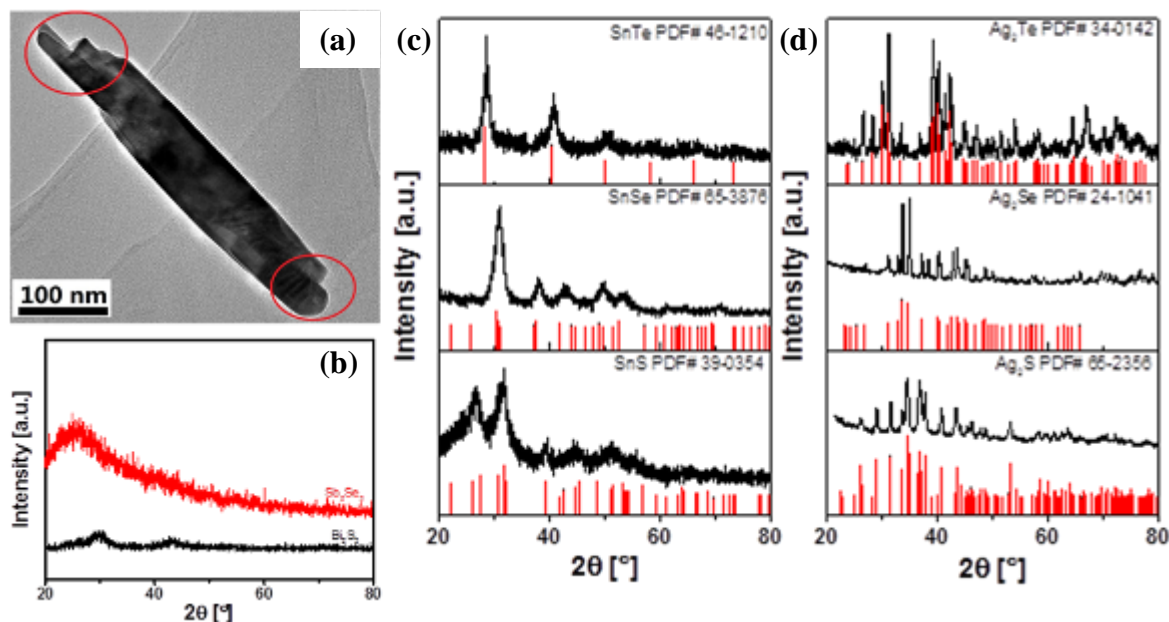 (a)
100 nm
(b)
Intensity [a.u.]
Sb₂Se₃
Bi₂S₃
20 40 60 80
2θ [°]
(c)
SnTe PDF# 46-1210
SnSe PDF# 65-3876
SnS PDF# 39-0354
Intensity [a.u.]
20 40 60 80
2θ [°]
(d)
Ag₂Te PDF# 34-0142
Ag₂Se PDF# 24-1041
Ag₂S PDF# 65-2356
Intensity [a.u.]
20 40 60 80
2θ [°]